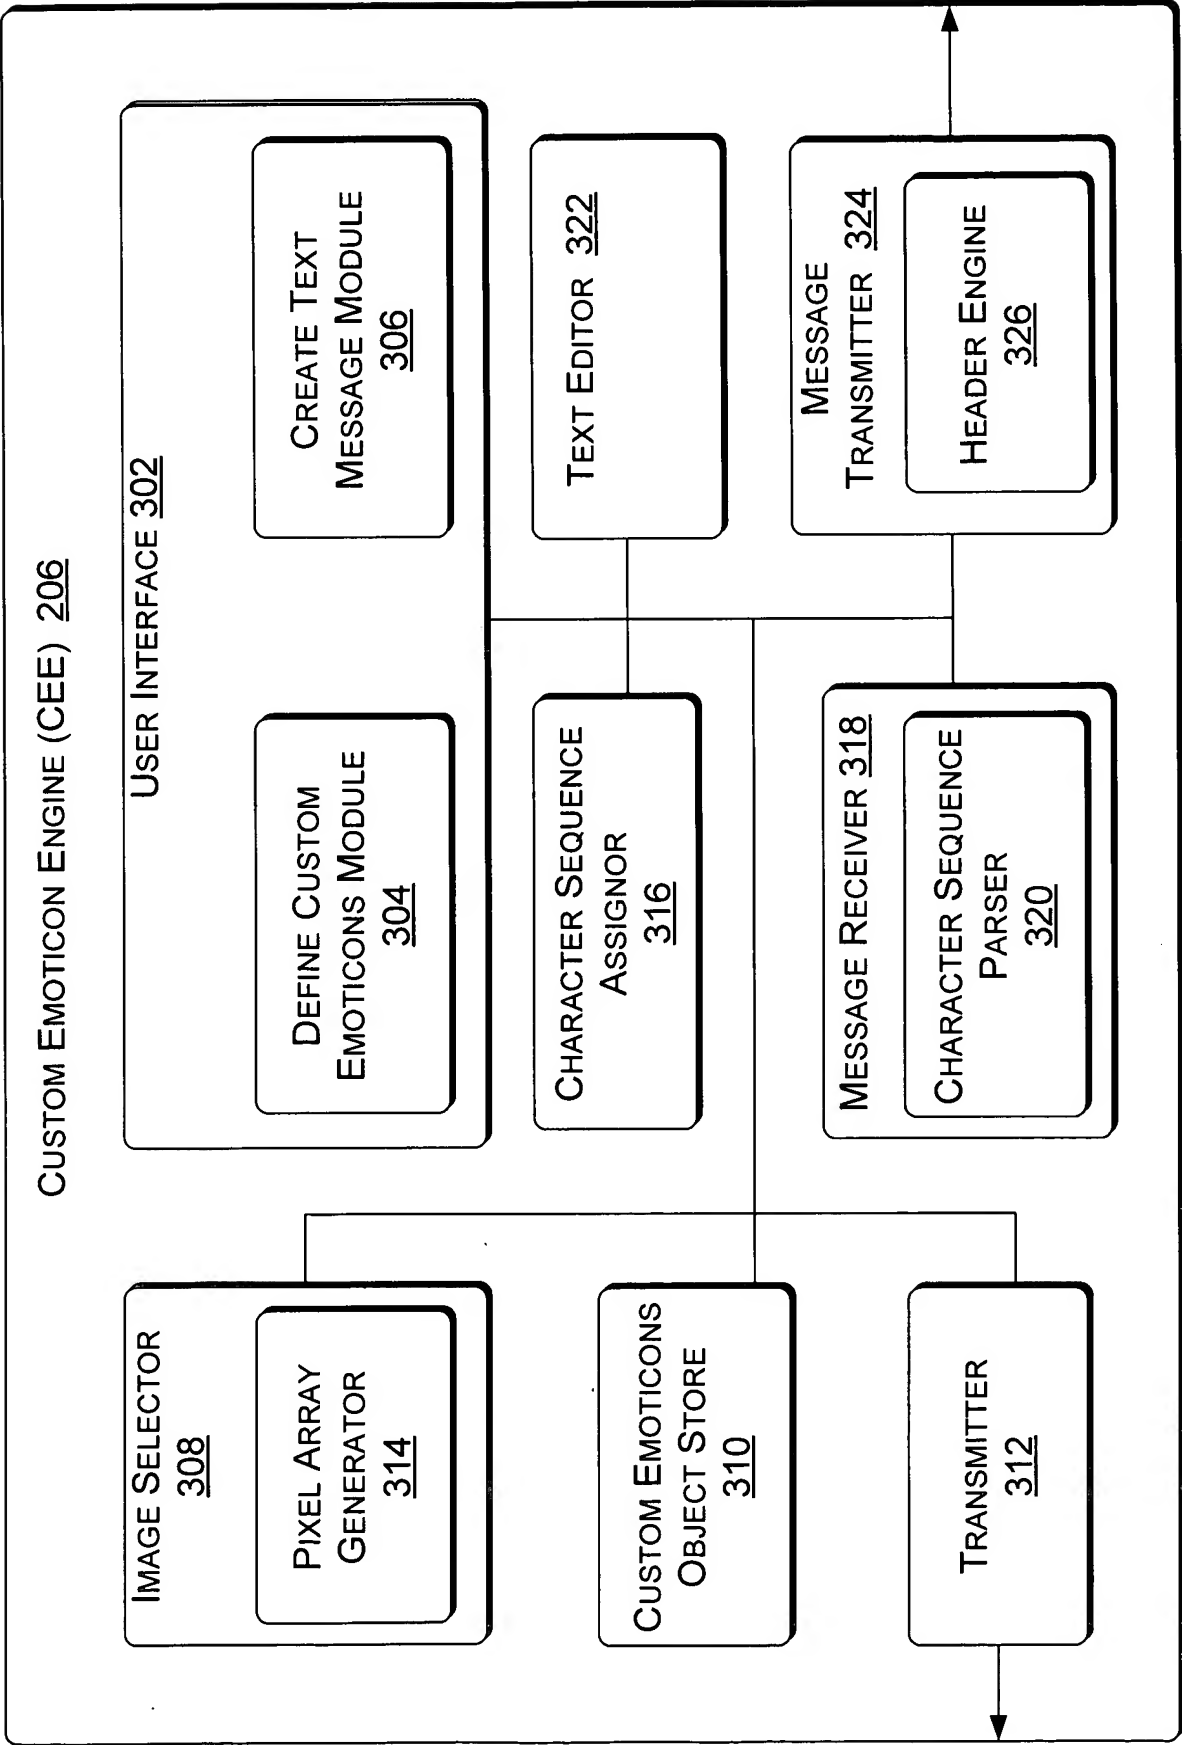 CUSTOM EMOTICON ENGINE (CEE) 206
IMAGE SELECTOR
308
PIXEL ARRAY
GENERATOR
314
CUSTOM EMOTICONS
OBJECT STORE
310
TRANSMITTER
312
USER INTERFACE 302
DEFINE CUSTOM
EMOTICONS MODULE
304
CREATE TEXT
MESSAGE MODULE
306
CHARACTER SEQUENCE
ASSIGNOR
316
TEXT EDITOR 322
MESSAGE RECEIVER 318
CHARACTER SEQUENCE
PARSER
320
MESSAGE
TRANSMITTER 324
HEADER ENGINE
326